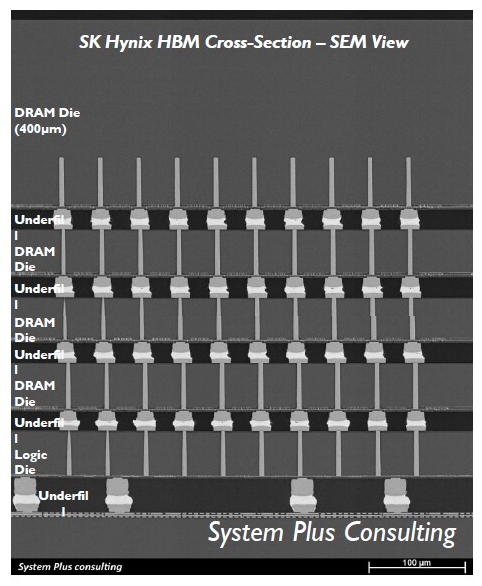 SK Hynix HBM Cross-Section – SEM View
DRAM Die
(400µm)
Underfil
l
DRAM
Die
Underfil
l
DRAM
Die
Underfil
l
DRAM
Die
Underfil
l
Logic
Die
Underfil
l
System Plus Consulting
System Plus consulting
100 µm